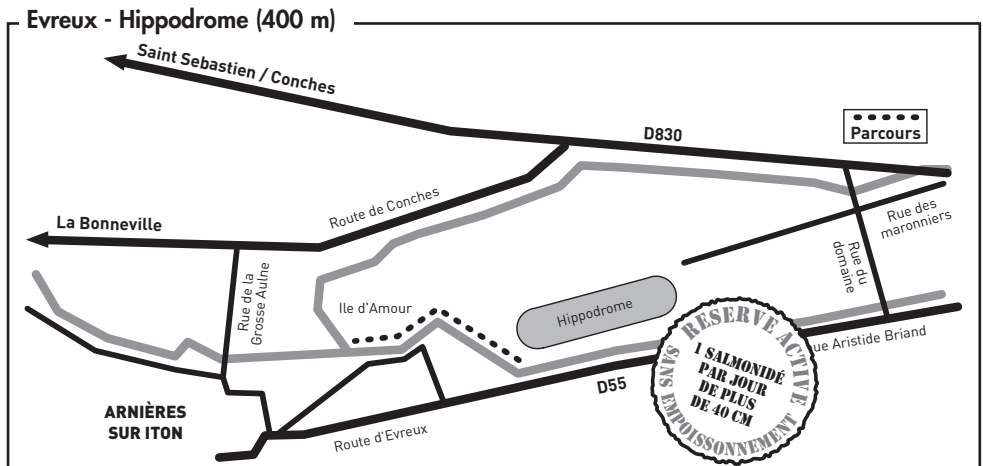 Evreux - Hippodrome (400 m)
Saint Sebastien / Conches
D830
Parcours
Route de Conches
La Bonneville
Rue des
maronniers
Rue du
domaine
Rue de la
Grosse Aulne
Ile d'Amour
Hippodrome
ue Aristide Briand
RESERVE ACTIVE
SANS EMPOISSONNEMENT
1 SALMONIDÉ
PAR JOUR
DE PLUS
DE 40 CM
D55
ARNIÈRES
SUR ITON
Route d'Evreux